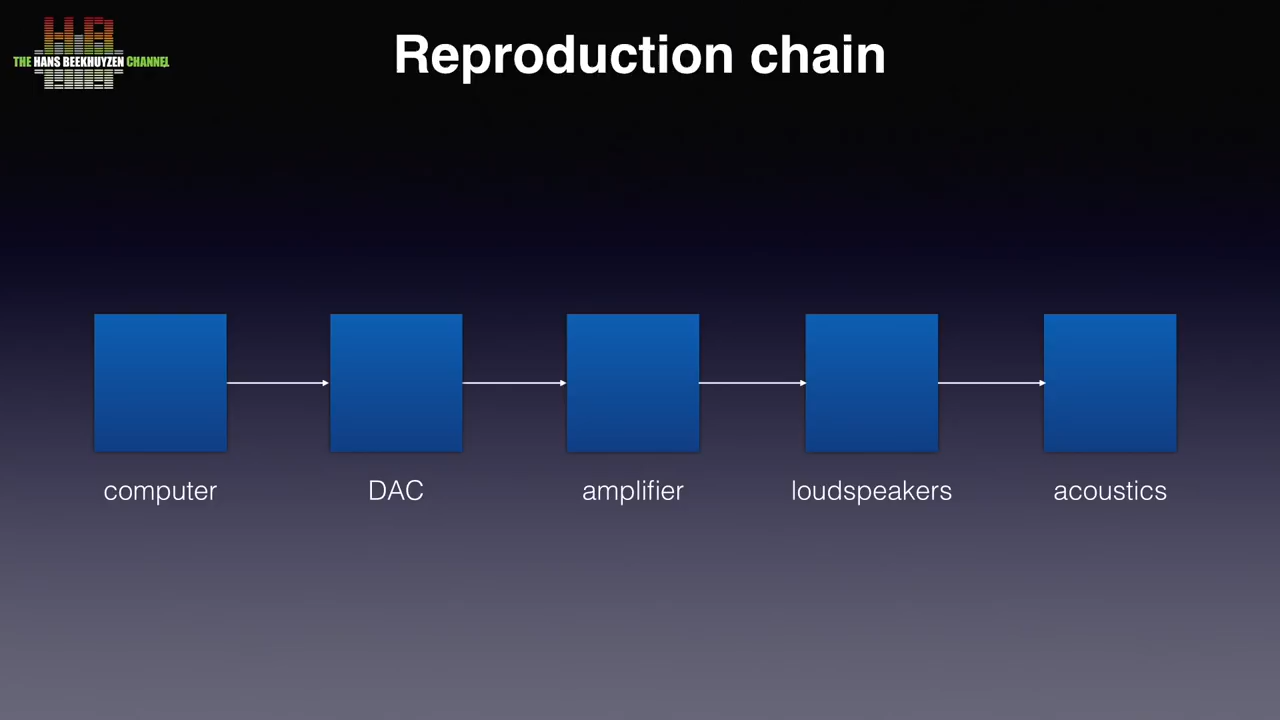 THE HANS BEEKHUYZEN CHANNEL
Reproduction chain
computer
DAC
amplifier
loudspeakers
acoustics